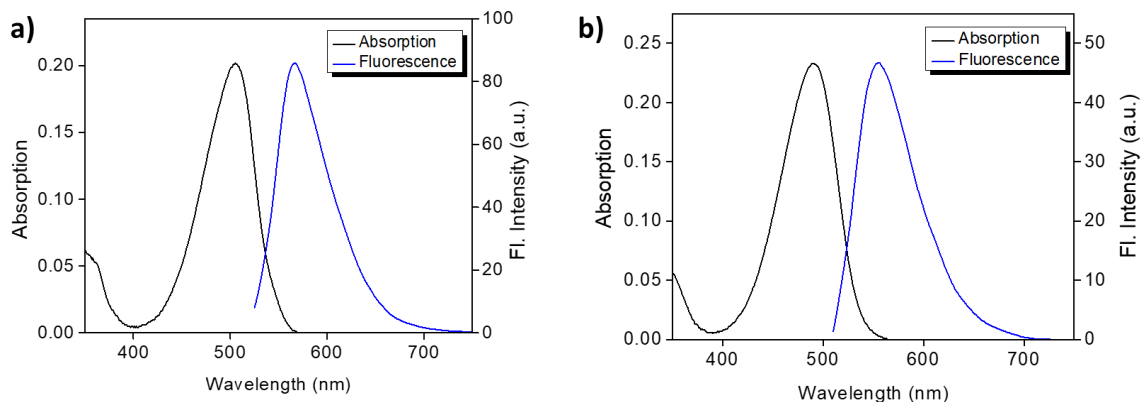 a)
Absorption
Fluorescence
0.20
0.15
0.10
0.05
0.00
Absorption
100
80
60
40
20
0
Fl. Intensity (a.u.)
400 500 600 700
Wavelength (nm)
b)
Absorption
Fluorescence
0.25
0.20
0.15
0.10
0.05
0.00
Absorption
50
40
30
20
10
0
Fl. Intensity (a.u.)
400 500 600 700
Wavelength (nm)